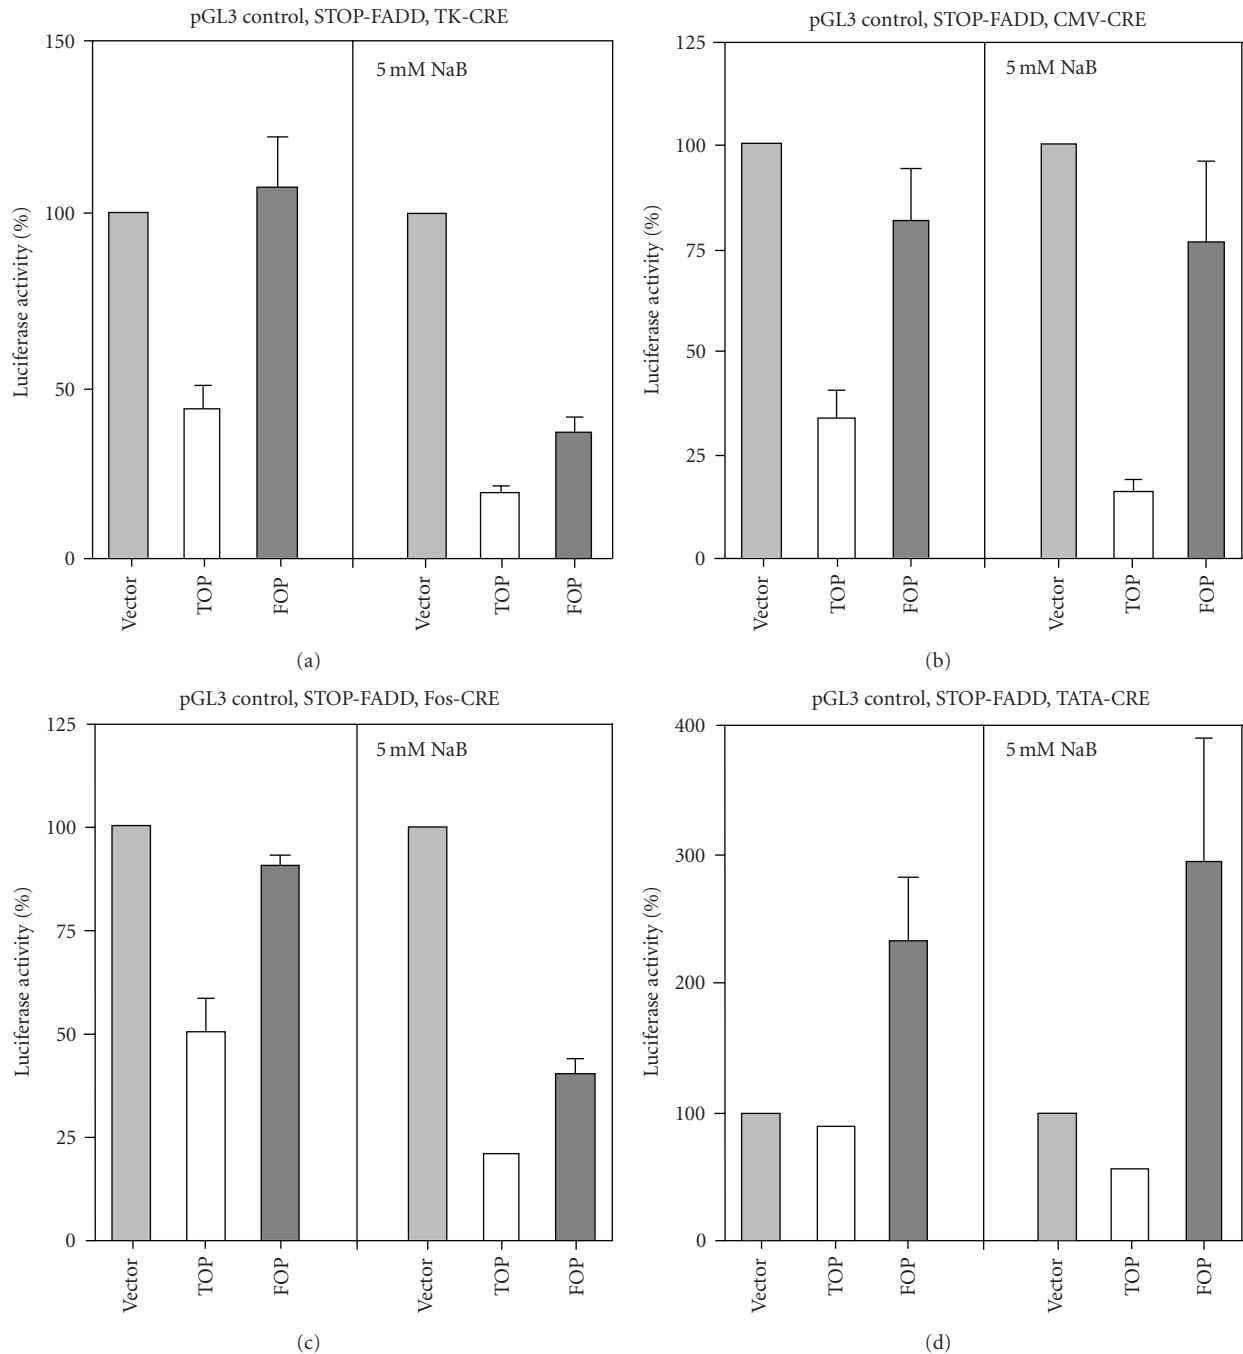 pGL3 control, STOP-FADD, TK-CRE
150
100
50
0
Luciferase activity (%)
5 mM NaB
Vector
TOP
FOP
Vector
TOP
FOP
(a)
pGL3 control, STOP-FADD, CMV-CRE
125
100
75
50
25
0
Luciferase activity (%)
5 mM NaB
Vector
TOP
FOP
Vector
TOP
FOP
(b)
pGL3 control, STOP-FADD, Fos-CRE
125
100
75
50
25
0
Luciferase activity (%)
5 mM NaB
Vector
TOP
FOP
Vector
TOP
FOP
(c)
pGL3 control, STOP-FADD, TATA-CRE
400
300
200
100
0
Luciferase activity (%)
5 mM NaB
Vector
TOP
FOP
Vector
TOP
FOP
(d)